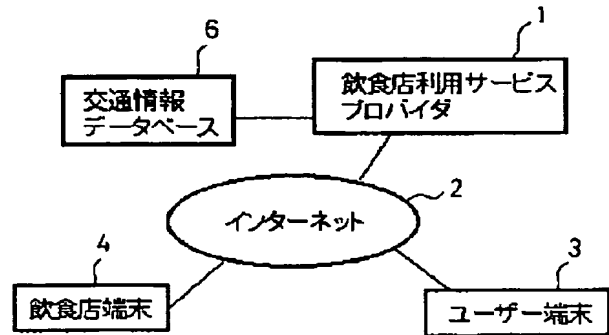 6
1
交通情報
データベース
飲食店利用サービス
プロバイダ
2
インターネット
4
3
飲食店端末
ユーザー端末